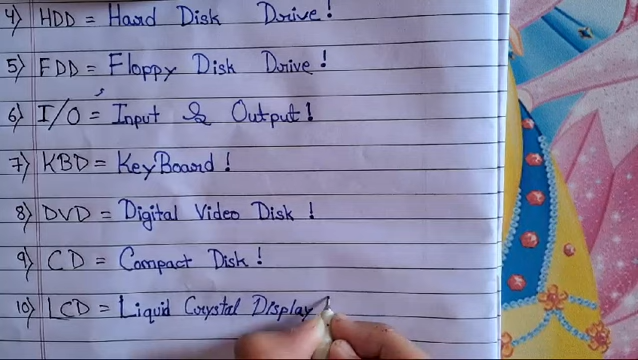 4) HDD = Hard Disk Drive!
5) FDD = Floppy Disk Drive!
6) I/O = Input & Output!
7) KBD = KeyBoard!
8) DVD = Digital Video Disk!
9) CD = Compact Disk!
10) LCD = Liquid Crystal Display!